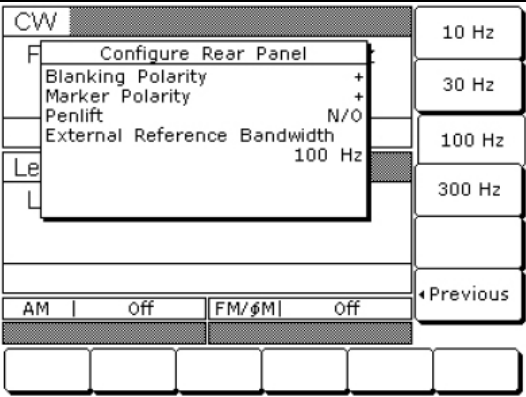 CW
F
z
Configure Rear Panel
Blanking Polarity +
Marker Polarity +
Penlift N/O
External Reference Bandwidth
100 Hz
Le
L
AM | Off FM/ϕM| Off
10 Hz
30 Hz
100 Hz
300 Hz
◂Previous